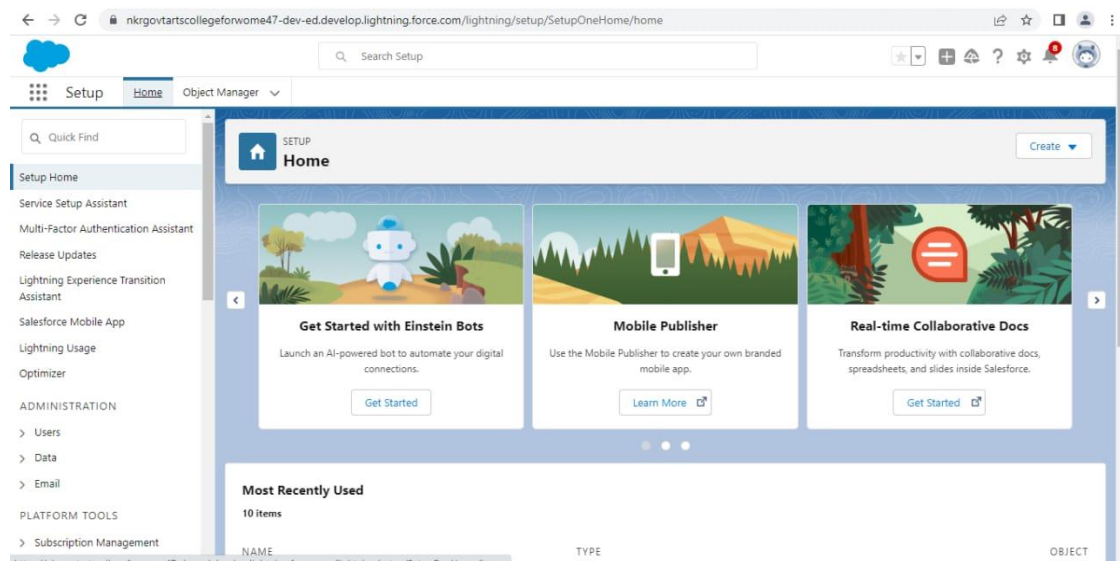 nkrgovtartscollegeforwome47-dev-ed.develop.lightning.force.com/lightning/setup/SetupOneHome/home
Search Setup
8
Setup
Home
Object Manager
Quick Find
Setup Home
Service Setup Assistant
Multi-Factor Authentication Assistant
Release Updates
Lightning Experience Transition
Assistant
Salesforce Mobile App
Lightning Usage
Optimizer
ADMINISTRATION
Users
Data
Email
PLATFORM TOOLS
Subscription Management
SETUP
Home
Create
Get Started with Einstein Bots
Launch an AI-powered bot to automate your digital
connections.
Get Started
Mobile Publisher
Use the Mobile Publisher to create your own branded
mobile app.
Learn More
Real-time Collaborative Docs
Transform productivity with collaborative docs,
spreadsheets, and slides inside Salesforce.
Get Started
Most Recently Used
10 items
NAME
TYPE
OBJECT